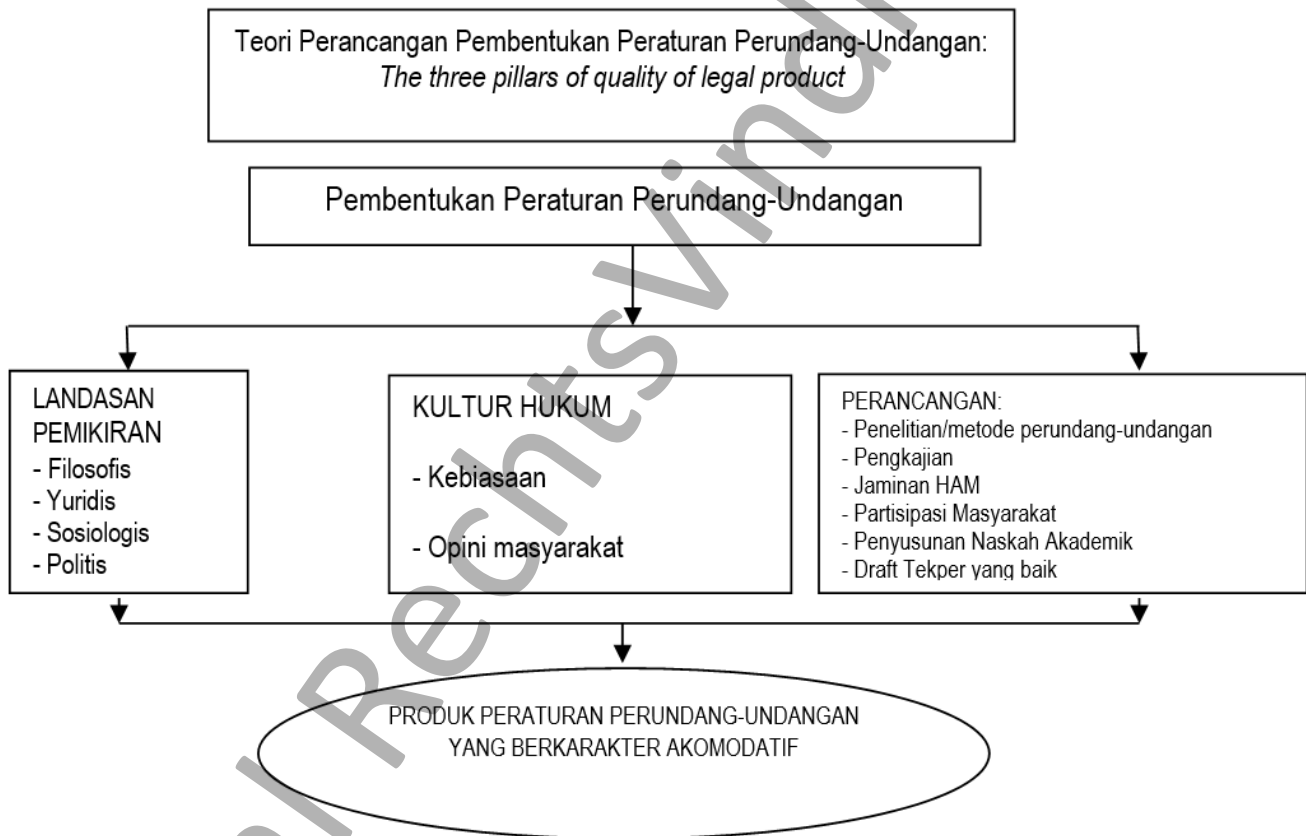 Teori Perancangan Pembentukan Peraturan Perundang-Undangan:
The three pillars of quality of legal product
Pembentukan Peraturan Perundang-Undangan
LANDASAN
PEMIKIRAN
- Filosofis
- Yuridis
- Sosiologis
- Politis
KULTUR HUKUM
- Kebiasaan
- Opini masyarakat
PERANCANGAN:
- Penelitian/metode perundang-undangan
- Pengkajian
- Jaminan HAM
- Partisipasi Masyarakat
- Penyusunan Naskah Akademik
- Draft Tekper yang baik
PRODUK PERATURAN PERUNDANG-UNDANGAN
YANG BERKARAKTER AKOMODATIF